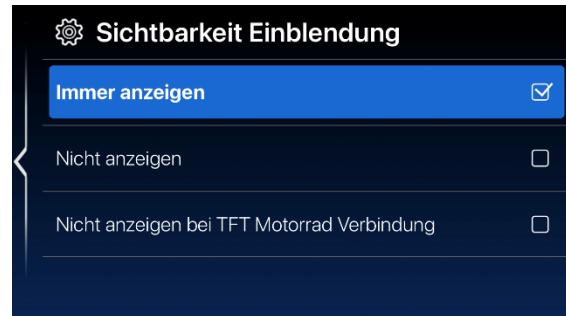 Sichtbarkeit Einblendung
Immer anzeigen
Nicht anzeigen
Nicht anzeigen bei TFT Motorrad Verbindung